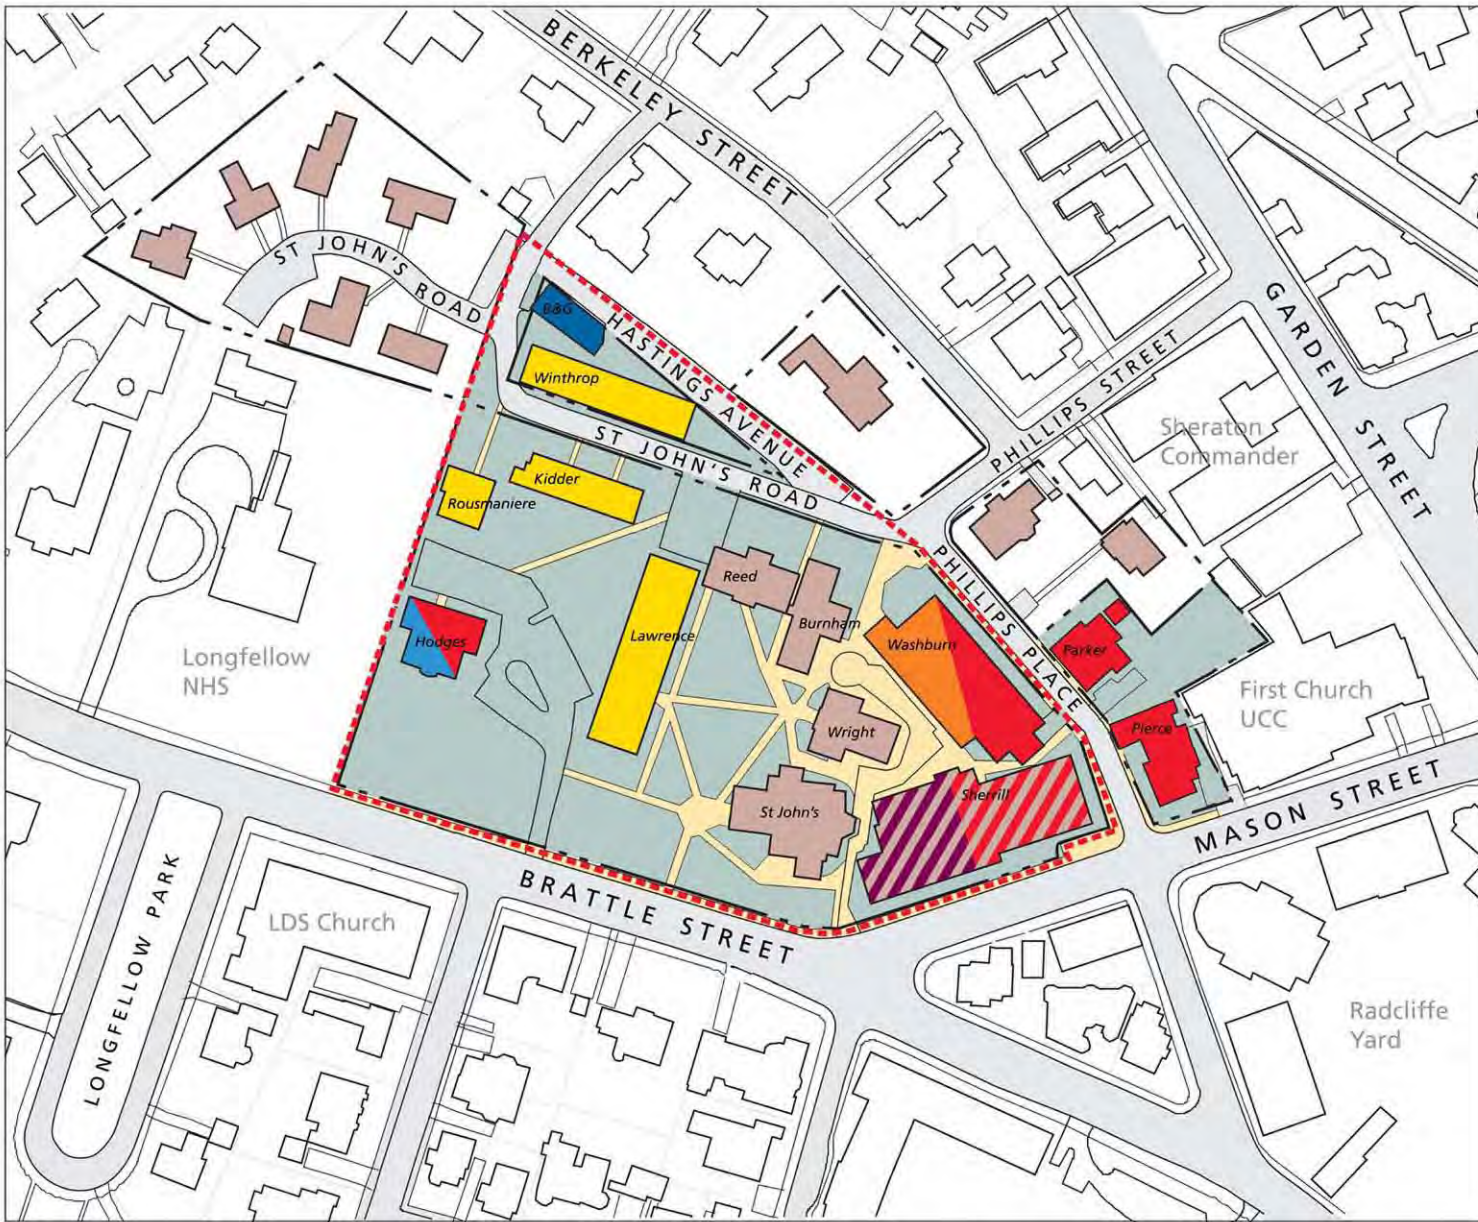 BERKELEY STREET
ST JOHN'S ROAD
B&G
HASTINGS AVENUE
GARDEN STREET
PHILLIPS STREET
Winthrop
Sheraton
Commander
ST JOHN'S ROAD
Kidder
Rousmaniere
PHILLIPS PLACE
Reed
Burnham
Hodges
Lawrence
Washburn
Parker
Longfellow
NHS
First Church
UCC
Wright
Pierce
Sherrill
St John's
MASON STREET
BRATTLE STREET
LONGFELLOW PARK
LDS Church
Radcliffe
Yard